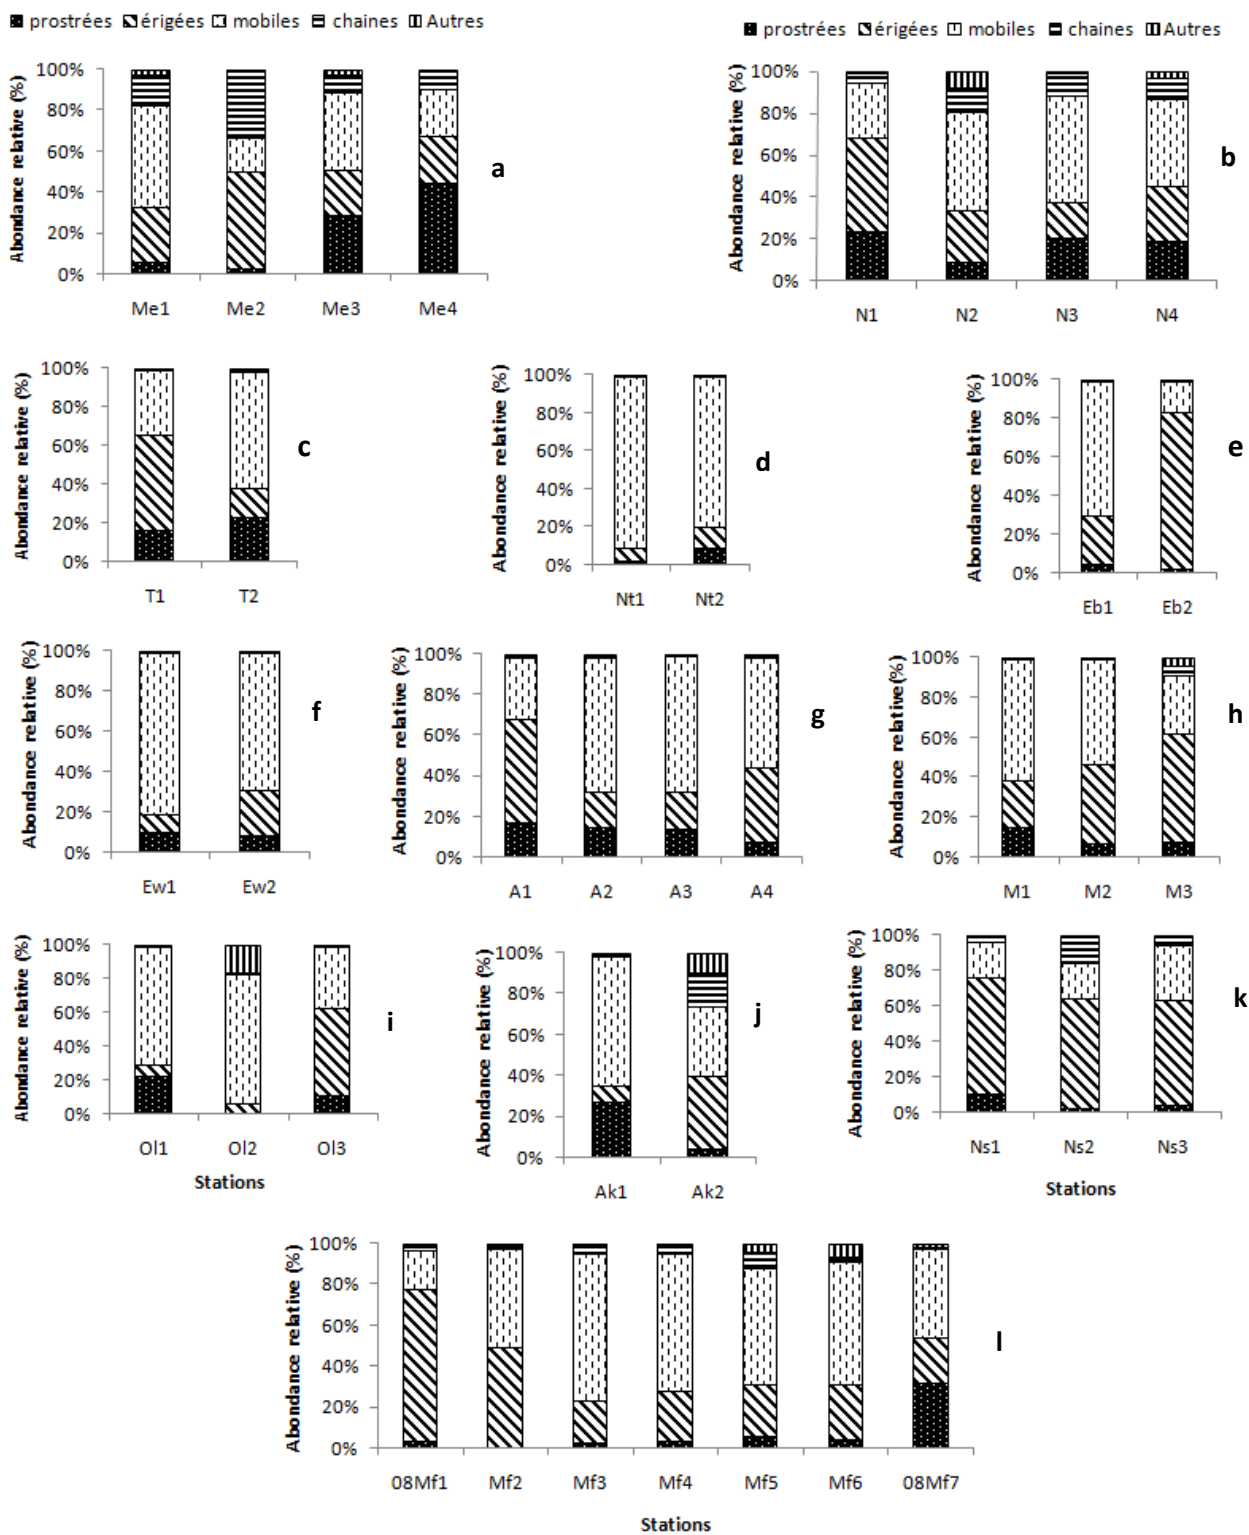 prostrées érigées mobiles chaines Autres
prostrées érigées mobiles chaines Autres
Abondance relative (%)
100%
80%
60%
40%
20%
0%
Me1 Me2 Me3 Me4
a
Abondance relative (%)
100%
80%
60%
40%
20%
0%
N1 N2 N3 N4
b
Abondance relative (%)
100%
80%
60%
40%
20%
0%
T1 T2
c
Abondance relative (%)
100%
80%
60%
40%
20%
0%
Nt1 Nt2
d
Abondance relative (%)
100%
80%
60%
40%
20%
0%
Eb1 Eb2
e
Abondance relative (%)
100%
80%
60%
40%
20%
0%
Ew1 Ew2
f
Abondance relative (%)
100%
80%
60%
40%
20%
0%
A1 A2 A3 A4
g
Abondance relative(%)
100%
80%
60%
40%
20%
0%
M1 M2 M3
h
Abondance relative (%)
100%
80%
60%
40%
20%
0%
Ol1 Ol2 Ol3
Stations
i
Abondance relative (%)
100%
80%
60%
40%
20%
0%
Ak1 Ak2
j
Abondance relative (%)
100%
80%
60%
40%
20%
0%
Ns1 Ns2 Ns3
Stations
k
Abondance relative (%)
100%
80%
60%
40%
20%
0%
08Mf1 Mf2 Mf3 Mf4 Mf5 Mf6 08Mf7
Stations
l